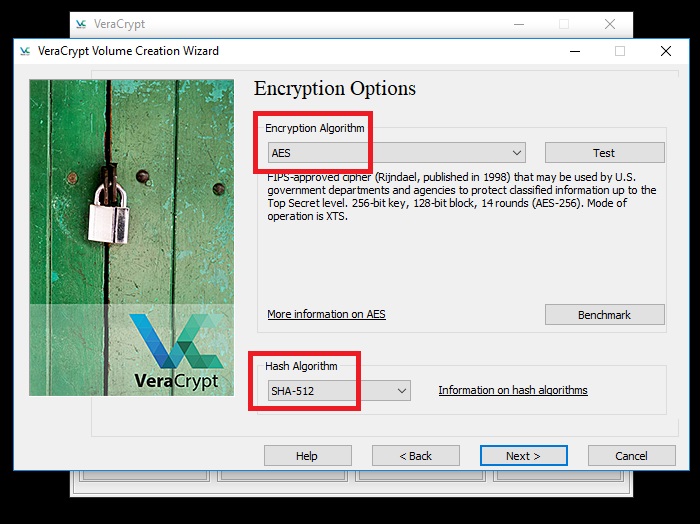 VeraCrypt
VeraCrypt Volume Creation Wizard
Encryption Options
Encryption Algorithm
AES
Test
FIPS-approved cipher (Rijndael, published in 1998) that may be used by U.S.
government departments and agencies to protect classified information up to the
Top Secret level. 256-bit key, 128-bit block, 14 rounds (AES-256). Mode of
operation is XTS.
More information on AES
Benchmark
VeraCrypt
Hash Algorithm
SHA-512
Information on hash algorithms
Help
< Back
Next >
Cancel